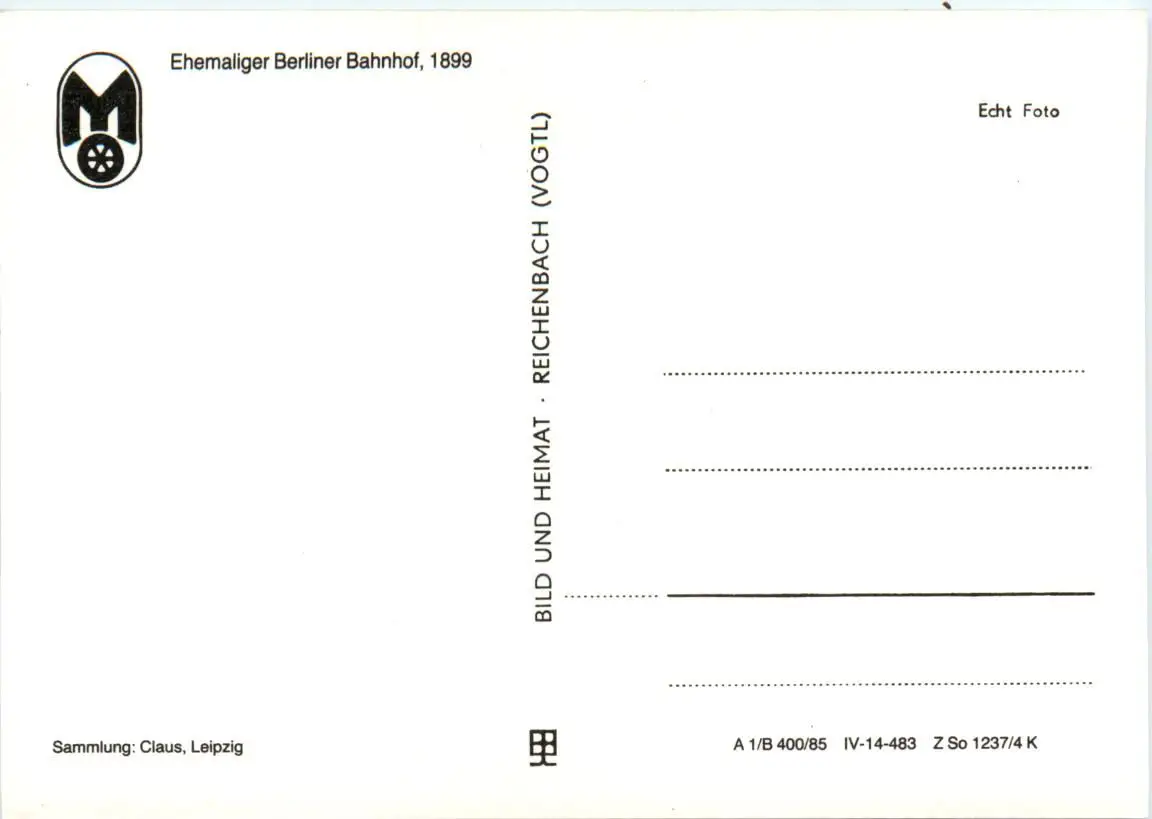 Ehemaliger Berliner Bahnhof, 1899
M
Echt Foto
BILD UND HEIMAT · REICHENBACH (VOGTL)
Sammlung: Claus, Leipzig
A 1/B 400/85 IV-14-483 Z So 1237/4 K